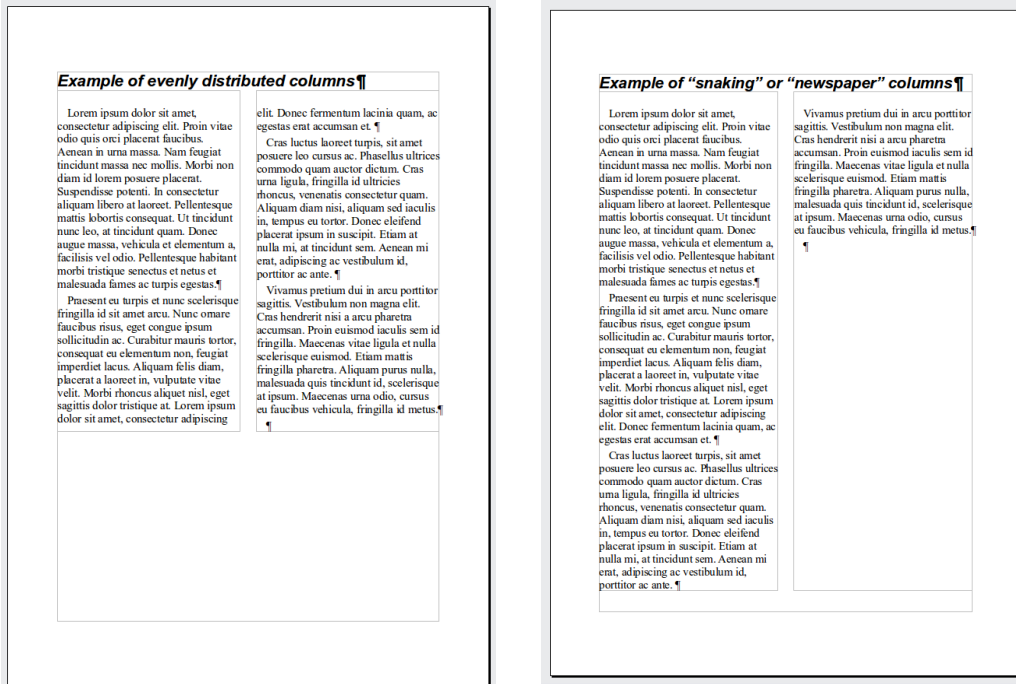 Example of evenly distributed columns¶
Lorem ipsum dolor sit amet,
consectetur adipiscing elit. Proin vitae
odio quis orci placerat faucibus.
Aenean in urna massa. Nam feugiat
tincidunt massa nec mollis. Morbi non
diam id lorem posuere placerat.
Suspendisse potenti. In consectetur
aliquam libero at laoreet. Pellentesque
mattis lobortis consequat. Ut tincidunt
nunc leo, at tincidunt quam. Donec
augue massa, vehicula et elementum a,
facilisis vel odio. Pellentesque habitant
morbi tristique senectus et netus et
malesuada fames ac turpis egestas.¶
Praesent eu turpis et nunc scelerisque
fringilla id sit amet arcu. Nunc ornare
faucibus risus, eget congue ipsum
sollicitudin ac. Curabitur mauris tortor,
consequat eu elementum non, feugiat
imperdiet lacus. Aliquam felis diam,
placerat a laoreet in, vulputate vitae
velit. Morbi rhoncus aliquet nisl, eget
sagittis dolor tristique at. Lorem ipsum
dolor sit amet, consectetur adipiscing
elit. Donec fermentum lacinia quam, ac
egestas erat accumsan et. ¶
Cras luctus laoreet turpis, sit amet
posuere leo cursus ac. Phasellus ultrices
commodo quam auctor dictum. Cras
urna ligula, fringilla id ultricies
rhoncus, venenatis consectetur quam.
Aliquam diam nisi, aliquam sed iaculis
in, tempus eu tortor. Donec eleifend
placerat ipsum in suscipit. Etiam at
nulla mi, at tincidunt sem. Aenean mi
erat, adipiscing ac vestibulum id,
porttitor ac ante. ¶
Vivamus pretium dui in arcu porttitor
sagittis. Vestibulum non magna elit.
Cras hendrerit nisi a arcu pharetra
accumsan. Proin euismod iaculis sem id
fringilla. Maecenas vitae ligula et nulla
scelerisque euismod. Etiam mattis
fringilla pharetra. Aliquam purus nulla,
malesuada quis tincidunt id, scelerisque
at ipsum. Maecenas urna odio, cursus
eu faucibus vehicula, fringilla id metus.¶
¶
Example of “snaking” or “newspaper” columns¶
Lorem ipsum dolor sit amet,
consectetur adipiscing elit. Proin vitae
odio quis orci placerat faucibus.
Aenean in urna massa. Nam feugiat
tincidunt massa nec mollis. Morbi non
diam id lorem posuere placerat.
Suspendisse potenti. In consectetur
aliquam libero at laoreet. Pellentesque
mattis lobortis consequat. Ut tincidunt
nunc leo, at tincidunt quam. Donec
augue massa, vehicula et elementum a,
facilisis vel odio. Pellentesque habitant
morbi tristique senectus et netus et
malesuada fames ac turpis egestas.¶
Praesent eu turpis et nunc scelerisque
fringilla id sit amet arcu. Nunc ornare
faucibus risus, eget congue ipsum
sollicitudin ac. Curabitur mauris tortor,
consequat eu elementum non, feugiat
imperdiet lacus. Aliquam felis diam,
placerat a laoreet in, vulputate vitae
velit. Morbi rhoncus aliquet nisl, eget
sagittis dolor tristique at. Lorem ipsum
dolor sit amet, consectetur adipiscing
elit. Donec fermentum lacinia quam, ac
egestas erat accumsan et. ¶
Cras luctus laoreet turpis, sit amet
posuere leo cursus ac. Phasellus ultrices
commodo quam auctor dictum. Cras
urna ligula, fringilla id ultricies
rhoncus, venenatis consectetur quam.
Aliquam diam nisi, aliquam sed iaculis
in, tempus eu tortor. Donec eleifend
placerat ipsum in suscipit. Etiam at
nulla mi, at tincidunt sem. Aenean mi
erat, adipiscing ac vestibulum id,
porttitor ac ante. ¶
Vivamus pretium dui in arcu porttitor
sagittis. Vestibulum non magna elit.
Cras hendrerit nisi a arcu pharetra
accumsan. Proin euismod iaculis sem id
fringilla. Maecenas vitae ligula et nulla
scelerisque euismod. Etiam mattis
fringilla pharetra. Aliquam purus nulla,
malesuada quis tincidunt id, scelerisque
at ipsum. Maecenas urna odio, cursus
eu faucibus vehicula, fringilla id metus.¶
¶